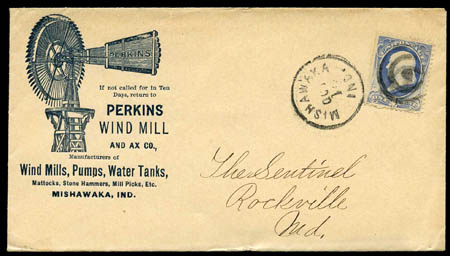 PERKINS
If not called for in Ten
Days, return to
PERKINS
WIND MILL
AND AX CO.,
Manufacturers of
Wind Mills, Pumps, Water Tanks,
Mattocks, Stone Hammers, Mill Picks, Etc.
MISHAWAKA, IND.
MISHAWAKA IND
The Sentinel
Rockville
Md.